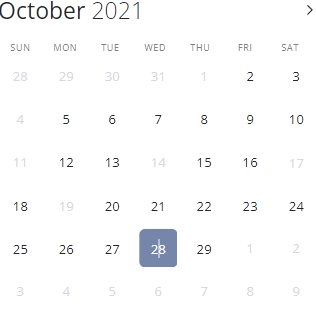 October 2021
SUN MON TUE WED THU FRI SAT
28 29 30 31 1 2 3
4 5 6 7 8 9 10
11 12 13 14 15 16 17
18 19 20 21 22 23 24
25 26 27 28 29 1 2
3 4 5 6 7 8 9